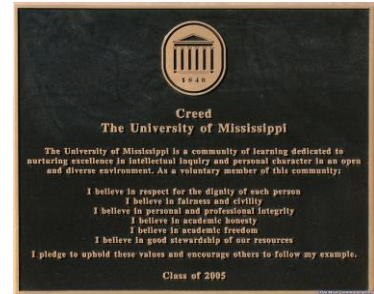 1848
Creed
The University of Mississippi
The University of Mississippi is a community of learning dedicated to
nurturing excellence in intellectual inquiry and personal character in an open
and diverse environment. As a voluntary member of this community:
I believe in respect for the dignity of each person
I believe in fairness and civility
I believe in personal and professional integrity
I believe in academic honesty
I believe in academic freedom
I believe in good stewardship of our resources
I pledge to uphold these values and encourage others to follow my example.
Class of 2005